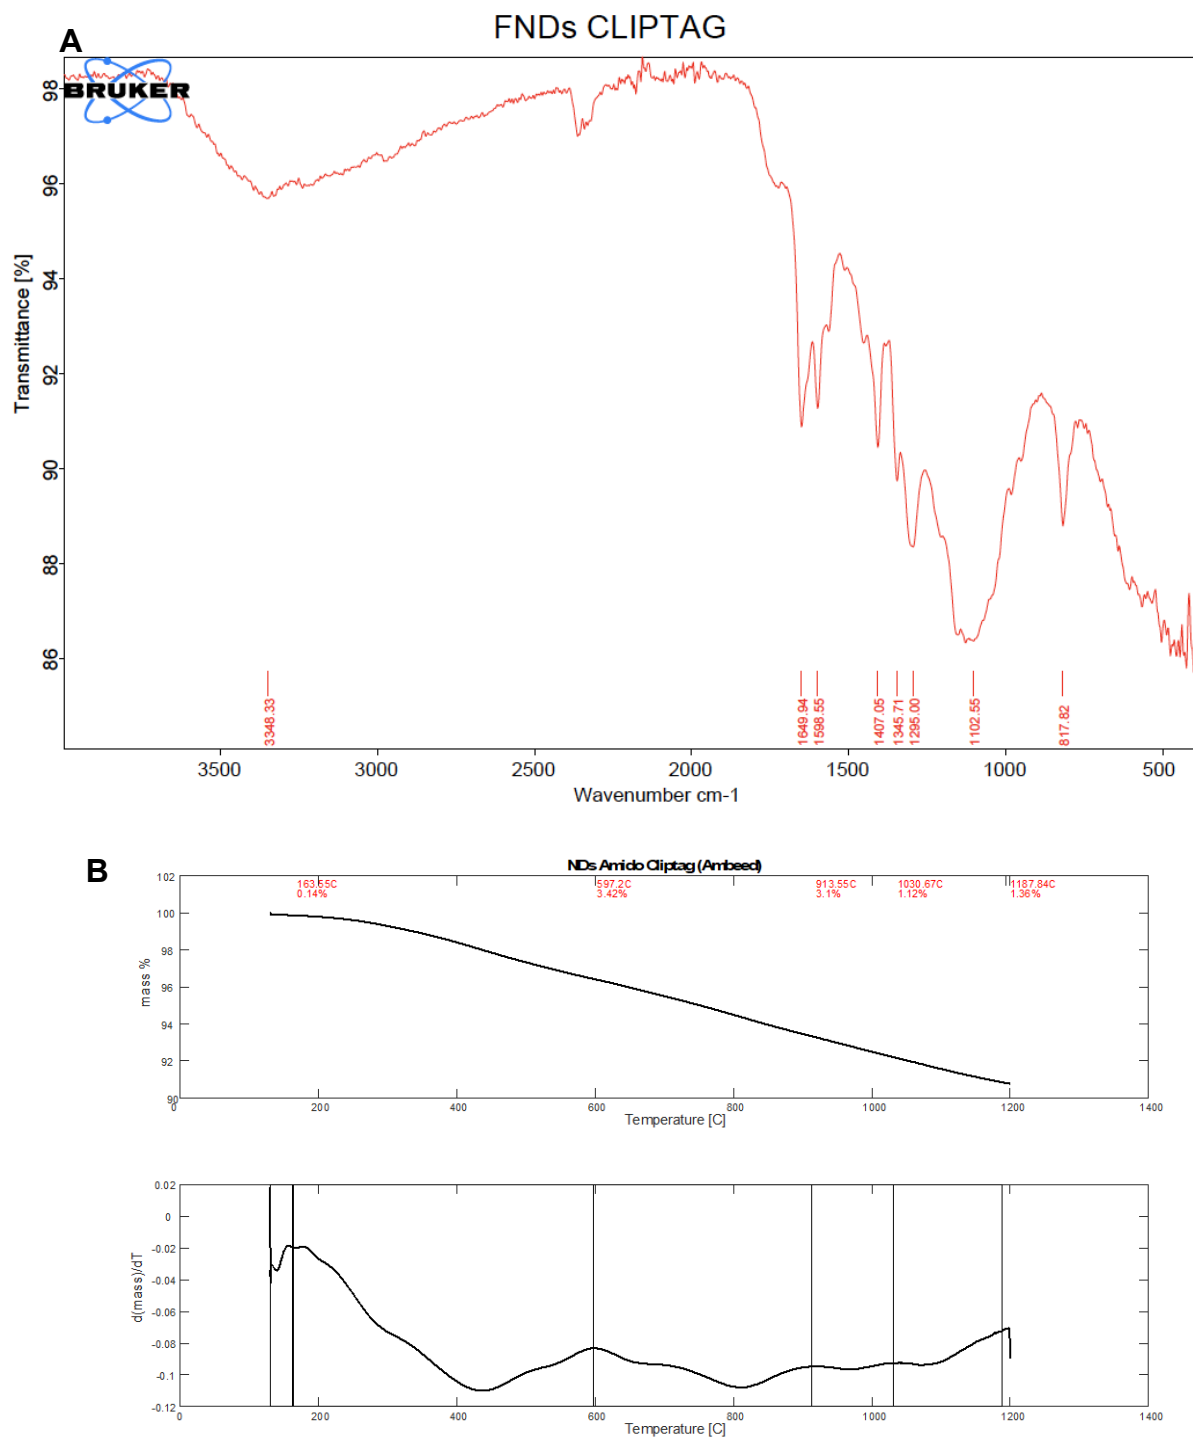 FNDs CLIPTAG
A
BRUKER
98
96
94
92
90
88
86
Transmittance [%]
3348.33
1649.94
1598.55
1407.05
1345.71
1295.00
1102.55
817.82
3500 3000 2500 2000 1500 1000 500
Wavenumber cm-1
B
NDs Amido Cliptag (Ambeed)
163.55C 597.2C 913.55C 1030.67C 1187.84C
0.14% 3.42% 3.1% 1.12% 1.36%
102
100
98
96
94
92
90
mass %
0 200 400 600 800 1000 1200 1400
Temperature [C]
0.02
0
-0.02
-0.04
-0.06
-0.08
-0.1
-0.12
d(mass)/dT
0 200 400 600 800 1000 1200 1400
Temperature [C]